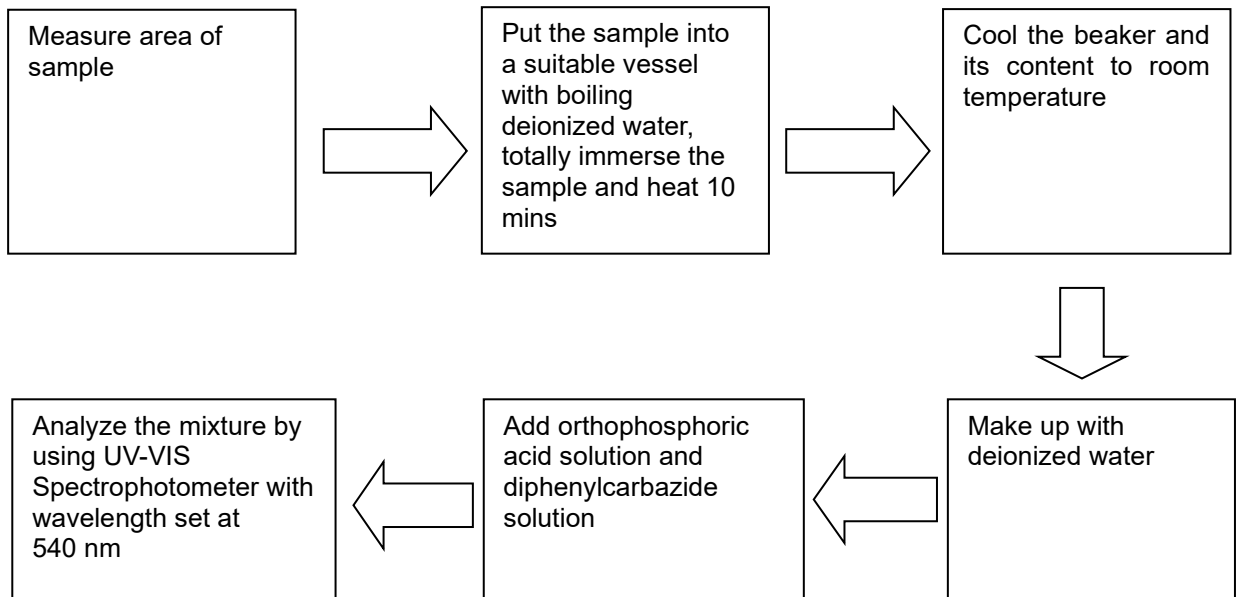 Measure area of
sample
Put the sample into
a suitable vessel
with boiling
deionized water,
totally immerse the
sample and heat 10
mins
Cool the beaker and
its content to room
temperature
Make up with
deionized water
Add orthophosphoric
acid solution and
diphenylcarbazide
solution
Analyze the mixture by
using UV-VIS
Spectrophotometer with
wavelength set at
540 nm